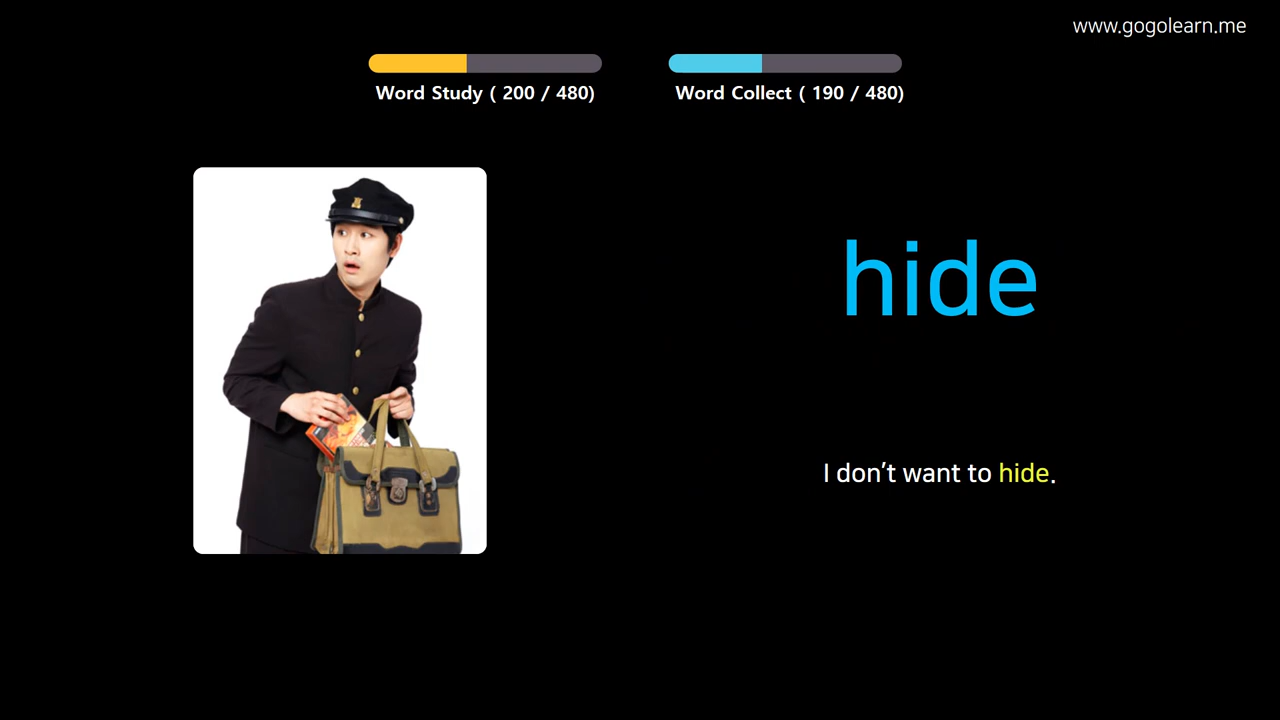 www.gogolearn.me
Word Study ( 200 / 480)
Word Collect ( 190 / 480)
hide
I don't want to hide.